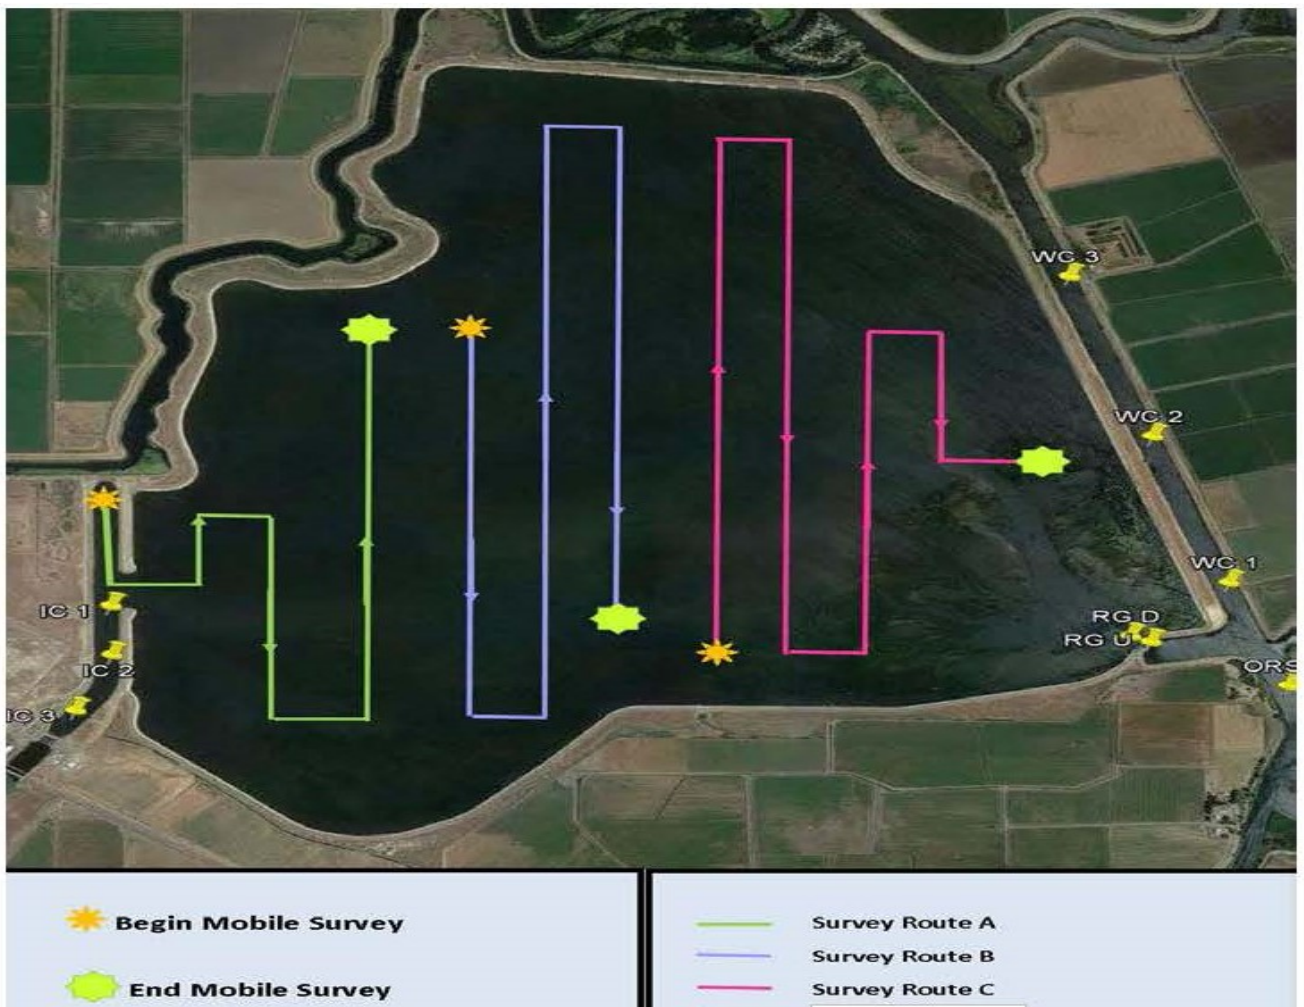 WC 3
WC 2
WC 1
IC 1
RG D
RG U
IC 2
ORS
IC 3
Begin Mobile Survey
End Mobile Survey
Survey Route A
Survey Route B
Survey Route C